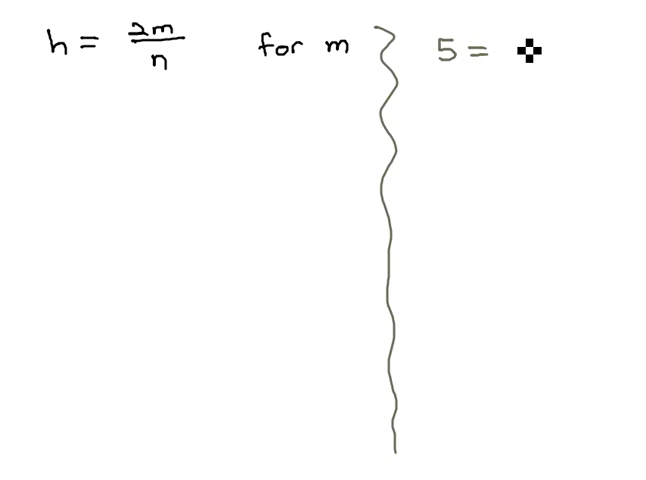 h = 2m/n for m
5 =